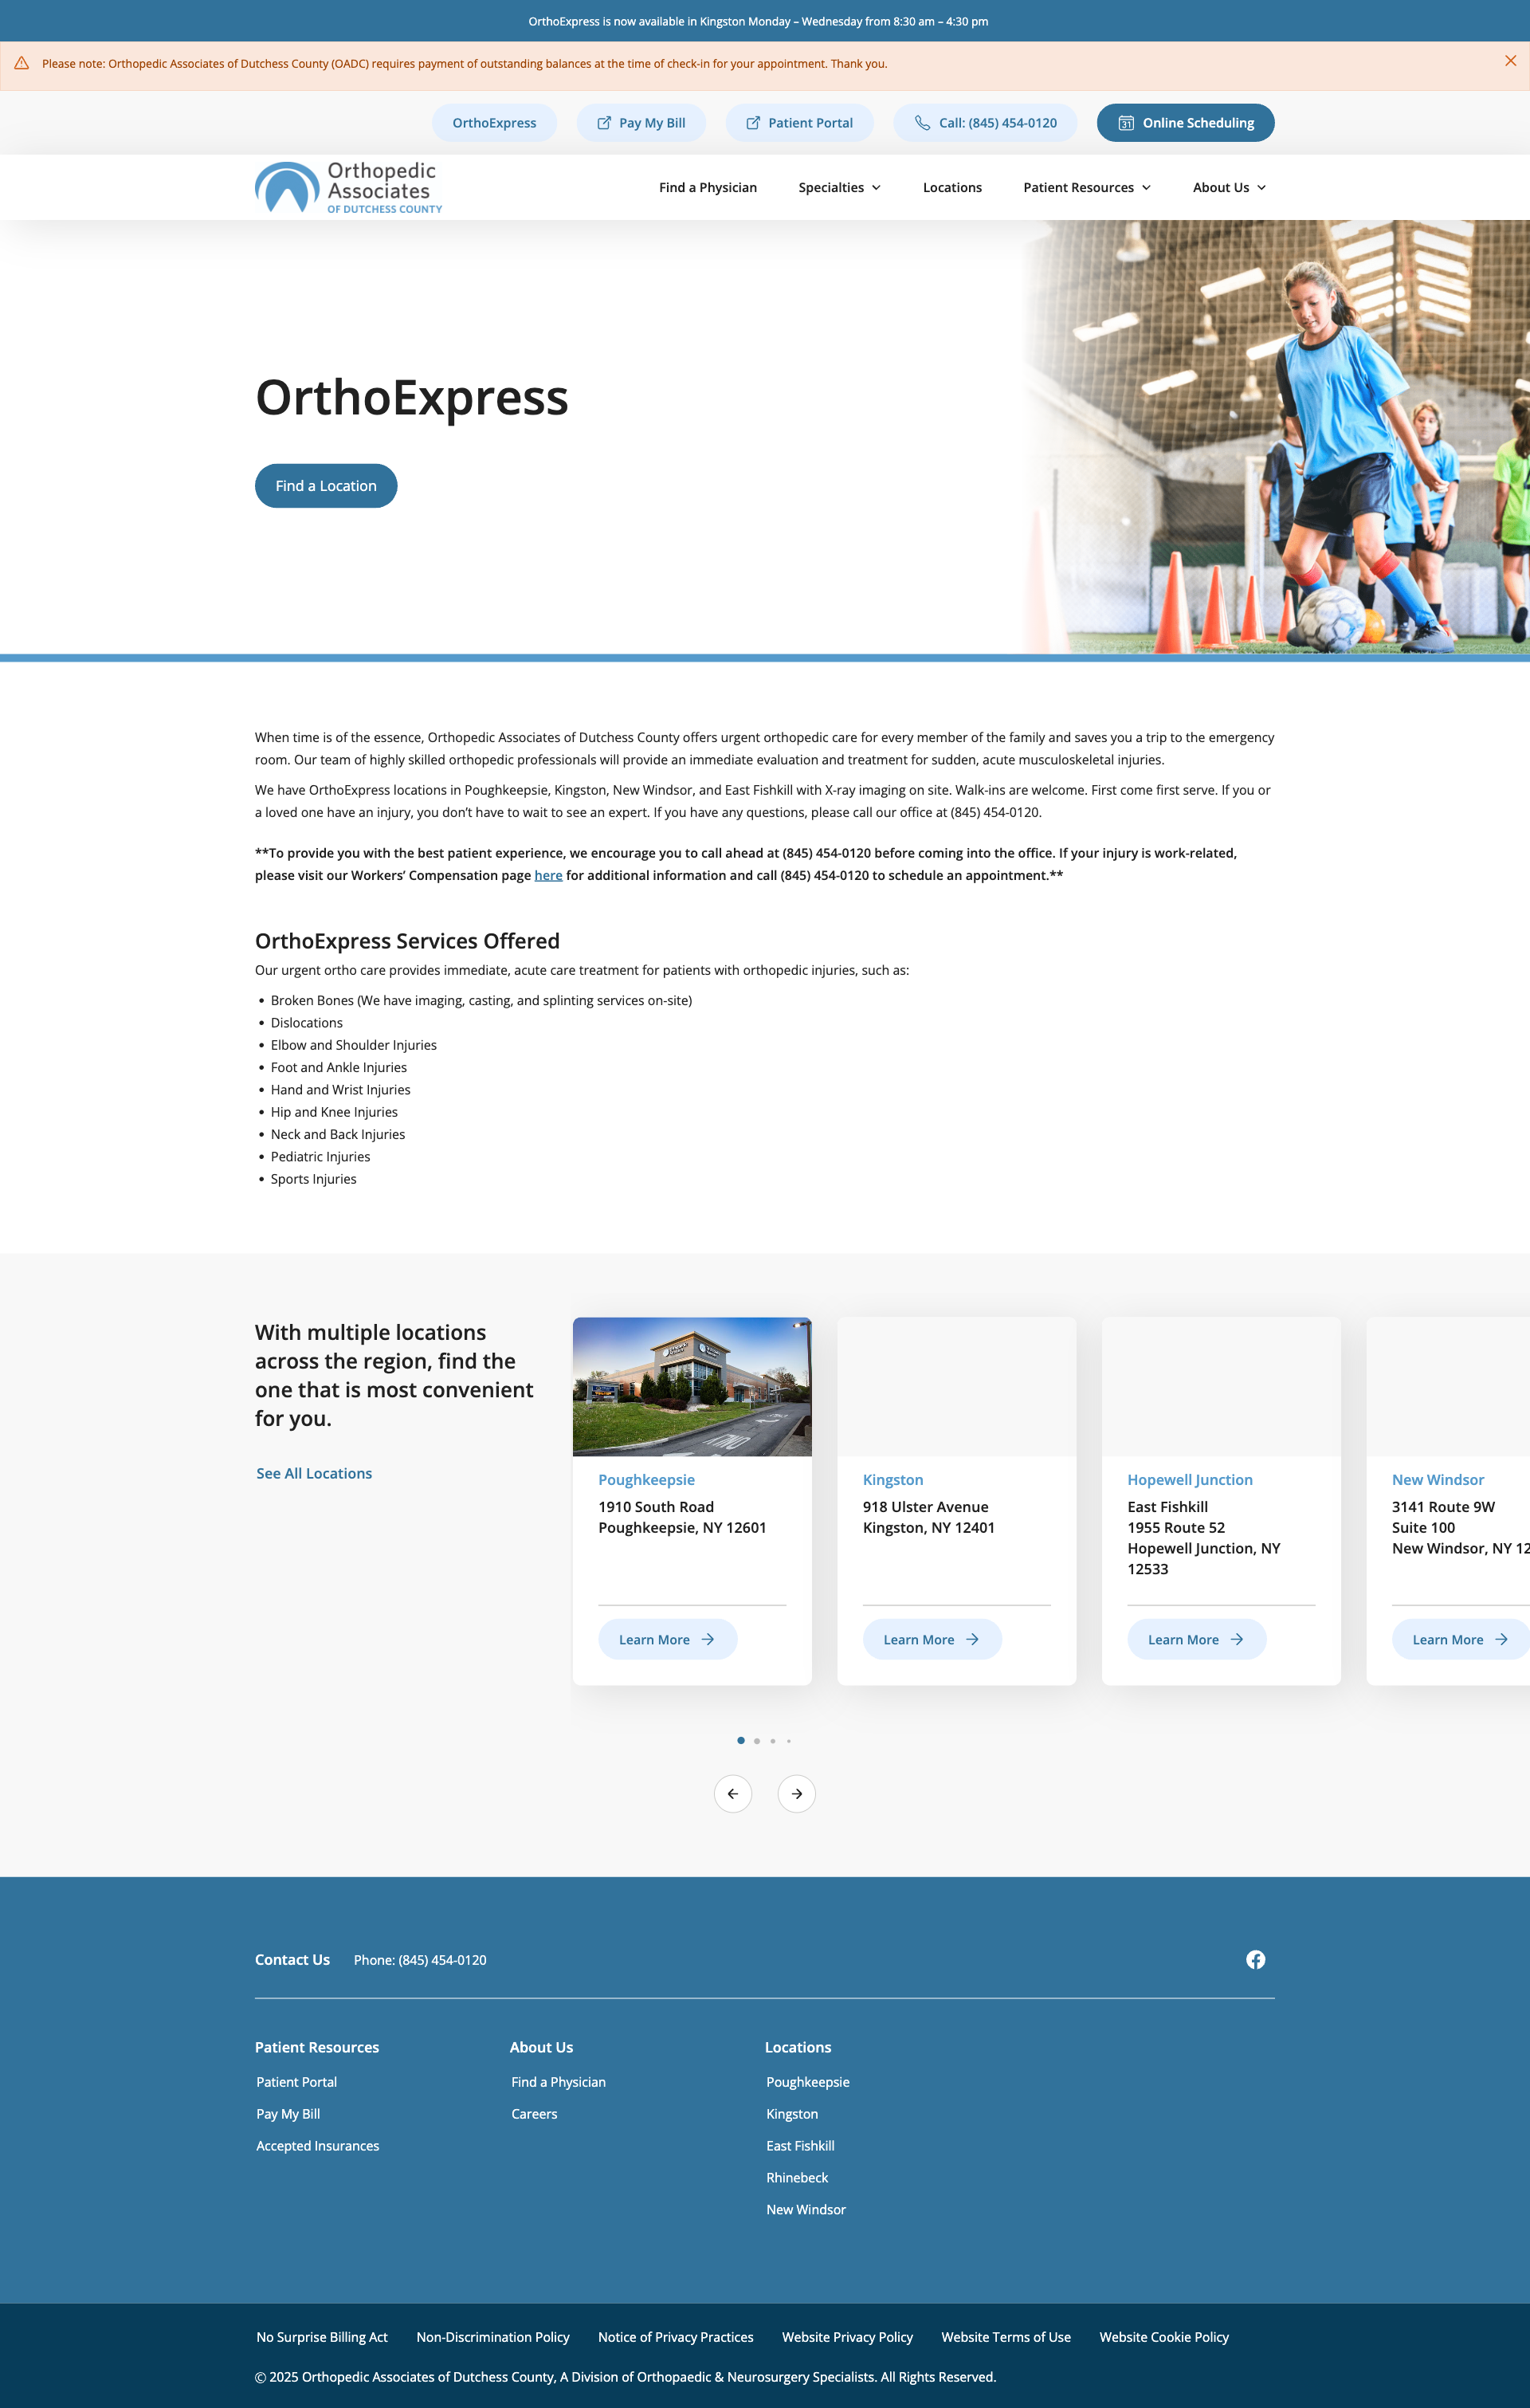 OrthoExpress is now available in Kingston Monday – Wednesday from 8:30 am – 4:30 pm
Please note: Orthopedic Associates of Dutchess County (OADC) requires payment of outstanding balances at the time of check-in for your appointment. Thank you.
OrthoExpress
Pay My Bill
Patient Portal
Call: (845) 454-0120
31
Online Scheduling
Orthopedic
Associates
OF DUTCHESS COUNTY
Find a Physician
Specialties
Locations
Patient Resources
About Us
OrthoExpress
Find a Location
When time is of the essence, Orthopedic Associates of Dutchess County offers urgent orthopedic care for every member of the family and saves you a trip to the emergency
room. Our team of highly skilled orthopedic professionals will provide an immediate evaluation and treatment for sudden, acute musculoskeletal injuries.
We have OrthoExpress locations in Poughkeepsie, Kingston, New Windsor, and East Fishkill with X-ray imaging on site. Walk-ins are welcome. First come first serve. If you or
a loved one have an injury, you don’t have to wait to see an expert. If you have any questions, please call our office at (845) 454-0120.
**To provide you with the best patient experience, we encourage you to call ahead at (845) 454-0120 before coming into the office. If your injury is work-related,
please visit our Workers’ Compensation page here for additional information and call (845) 454-0120 to schedule an appointment.**
OrthoExpress Services Offered
Our urgent ortho care provides immediate, acute care treatment for patients with orthopedic injuries, such as:
• Broken Bones (We have imaging, casting, and splinting services on-site)
• Dislocations
• Elbow and Shoulder Injuries
• Foot and Ankle Injuries
• Hand and Wrist Injuries
• Hip and Knee Injuries
• Neck and Back Injuries
• Pediatric Injuries
• Sports Injuries
With multiple locations
across the region, find the
one that is most convenient
for you.
See All Locations
Poughkeepsie
1910 South Road
Poughkeepsie, NY 12601
Learn More
Kingston
918 Ulster Avenue
Kingston, NY 12401
Learn More
Hopewell Junction
East Fishkill
1955 Route 52
Hopewell Junction, NY
12533
Learn More
New Windsor
3141 Route 9W
Suite 100
New Windsor, NY 12
Learn More
Contact Us
Phone: (845) 454-0120
Patient Resources
Patient Portal
Pay My Bill
Accepted Insurances
About Us
Find a Physician
Careers
Locations
Poughkeepsie
Kingston
East Fishkill
Rhinebeck
New Windsor
No Surprise Billing Act
Non-Discrimination Policy
Notice of Privacy Practices
Website Privacy Policy
Website Terms of Use
Website Cookie Policy
© 2025 Orthopedic Associates of Dutchess County, A Division of Orthopaedic & Neurosurgery Specialists. All Rights Reserved.